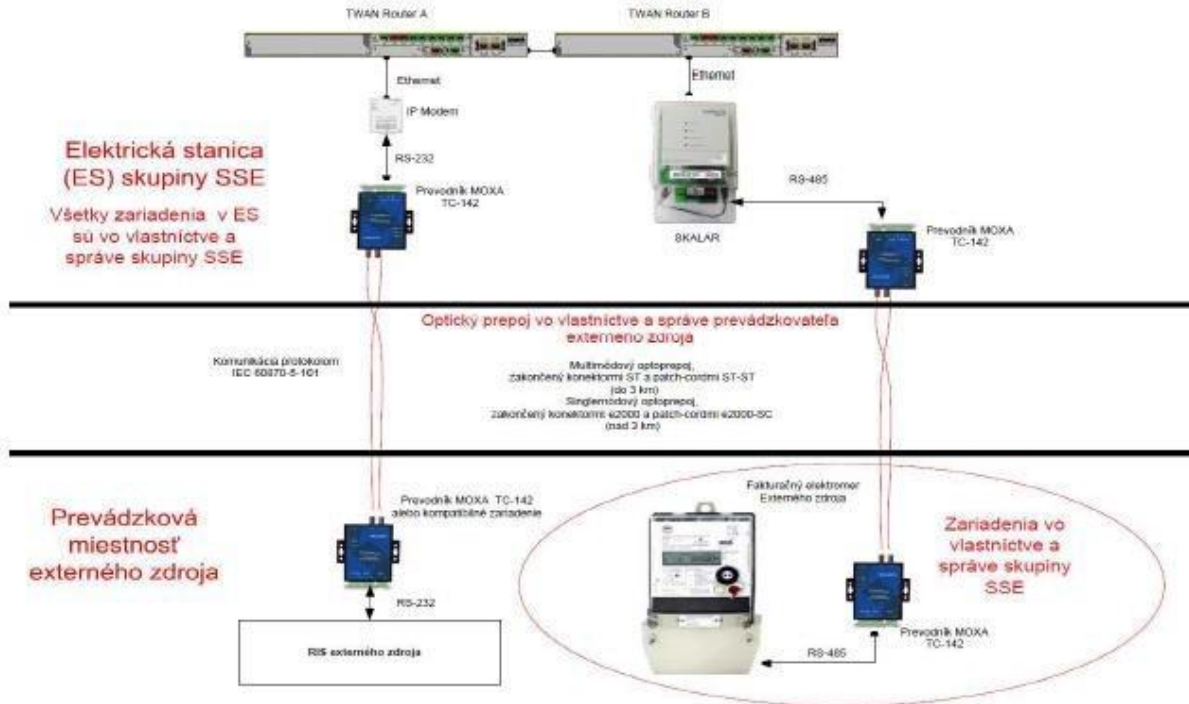 TWAN Router A
TWAN Router B
Ethernet
Ethernet
IP Modem
Elektrická stanica
(ES) skupiny SSE
RS-232
RS-485
Prevodník MOXA
TC-142
Všetky zariadenia v ES
sú vo vlastníctve a
správe skupiny SSE
SKALAR
Prevodník MOXA
TC-142
Optický prepoj vo vlastníctve a správe prevádzkovateľa
externého zdroja
Komunikácia protokolom
IEC 60870-5-101
Multimódový optoprepoj,
zakončený konektormi ST a patch-cordmi ST-ST
(do 3 km)
Singlemódový optoprepoj,
zakončený konektormi e2000 a patch-cordmi e2000-SC
(nad 3 km)
Fakturačný elektromer
Externého zdroja
Prevodník MOXA TC-142
alebo kompatibilné zariadenie
Prevádzková
miestnosť
externého zdroja
Zariadenia vo
vlastníctve a
správe skupiny
SSE
RS-232
Prevodník MOXA
TC-142
RIS externého zdroja
RS-485